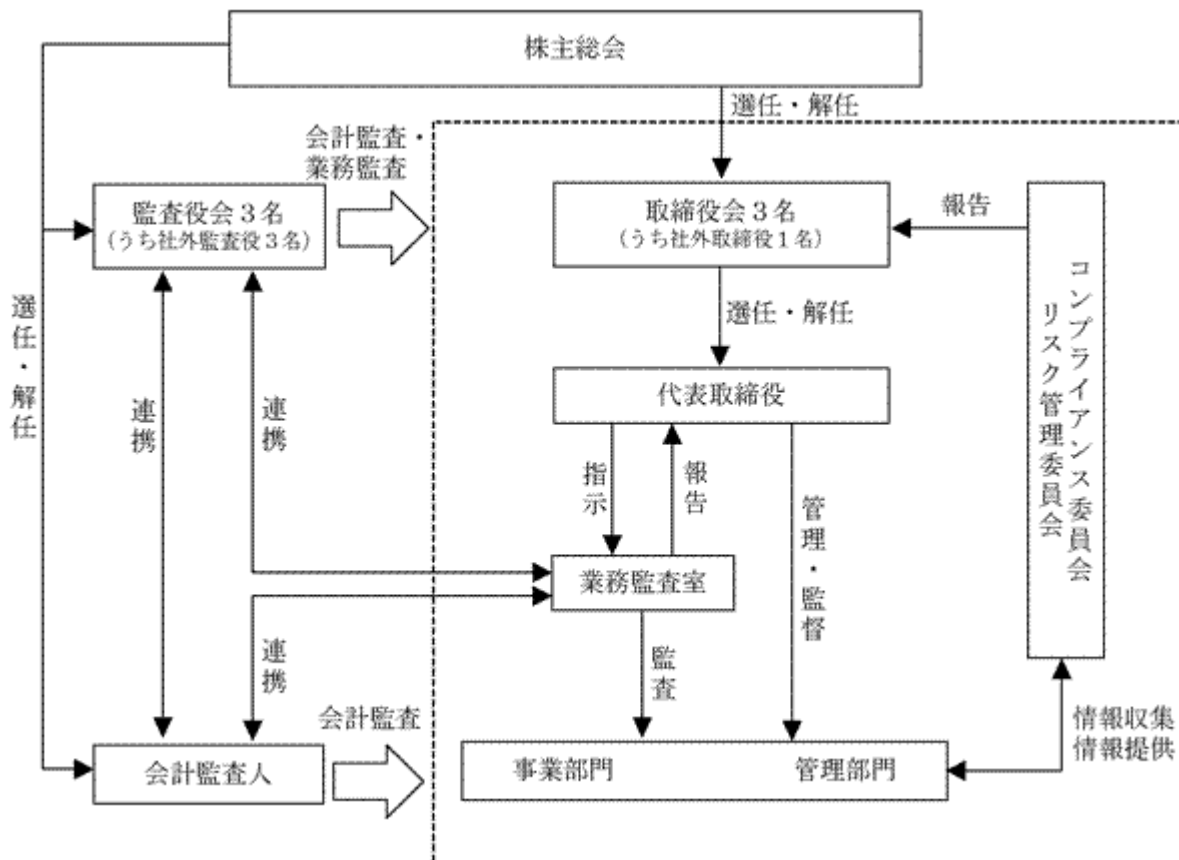 株主総会
選任・解任
会計監査・
業務監査
監査役会3名
(うち社外監査役3名)
取締役会3名
(うち社外取締役1名)
報告
コンプライアンス委員会
リスク管理委員会
選任・解任
選任・解任
代表取締役
連携
連携
指示
報告
管理・監督
業務監査室
連携
監査
会計監査
情報収集
情報提供
会計監査人
事業部門
管理部門